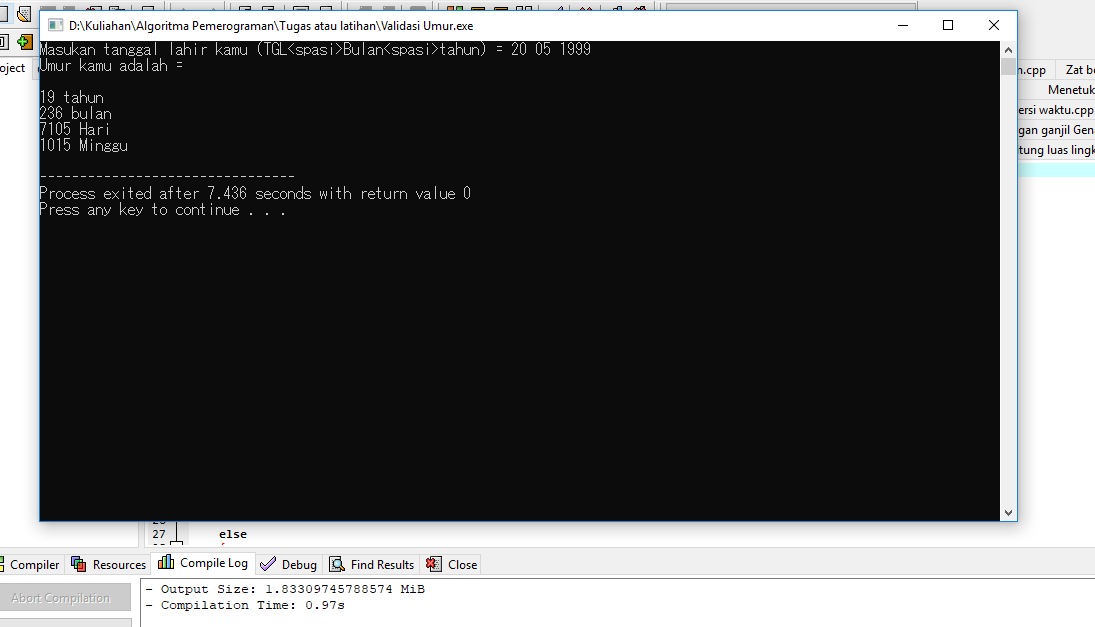 D:\Kuliahan\Algoritma Pemerograman\Tugas atau latihan\Validasi Umur.exe
Masukan tanggal lahir kamu (TGL<spasi>Bulan<spasi>tahun) = 20 05 1999
Umur kamu adalah =
19 tahun
236 bulan
7105 Hari
1015 Minggu
--------------------------------
Process exited after 7.436 seconds with return value 0
Press any key to continue . . .
oject
n.cpp Zat be
Menetuk
ersi waktu.cpp
gan ganjil Gen
tung luas lingk
27 else
Compiler Resources Compile Log Debug Find Results Close
Abort Compilation
- Output Size: 1.83309745788574 MiB
- Compilation Time: 0.97s